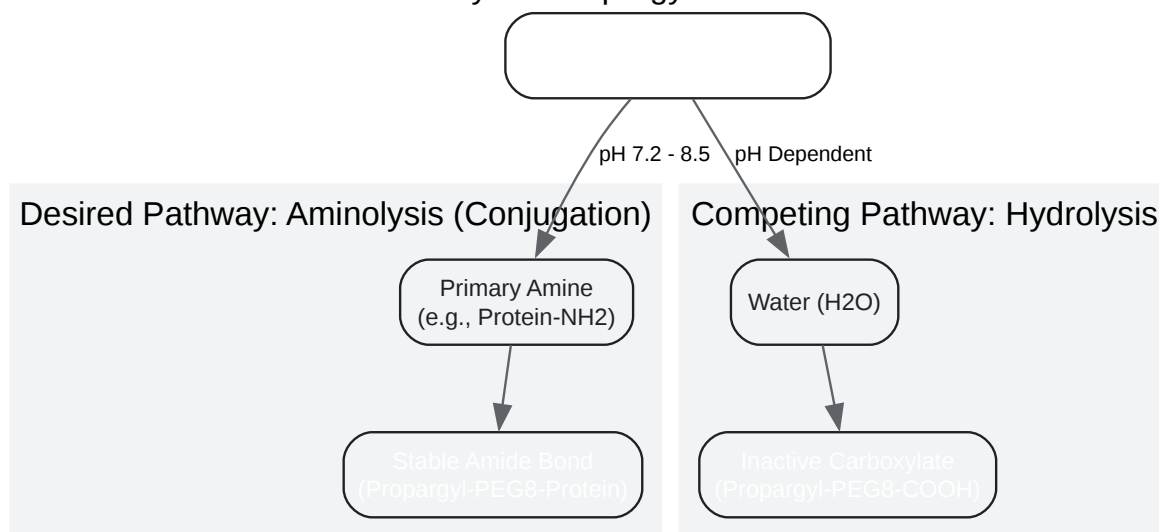 pH 7.2 - 8.5
pH Dependent
Desired Pathway: Aminolysis (Conjugation)
Competing Pathway: Hydrolysis
Primary Amine
(e.g., Protein-NH2)
Water (H2O)
Stable Amide Bond
(Propargyl-PEG8-Protein)
Inactive Carboxylate
(Propargyl-PEG8-COOH)